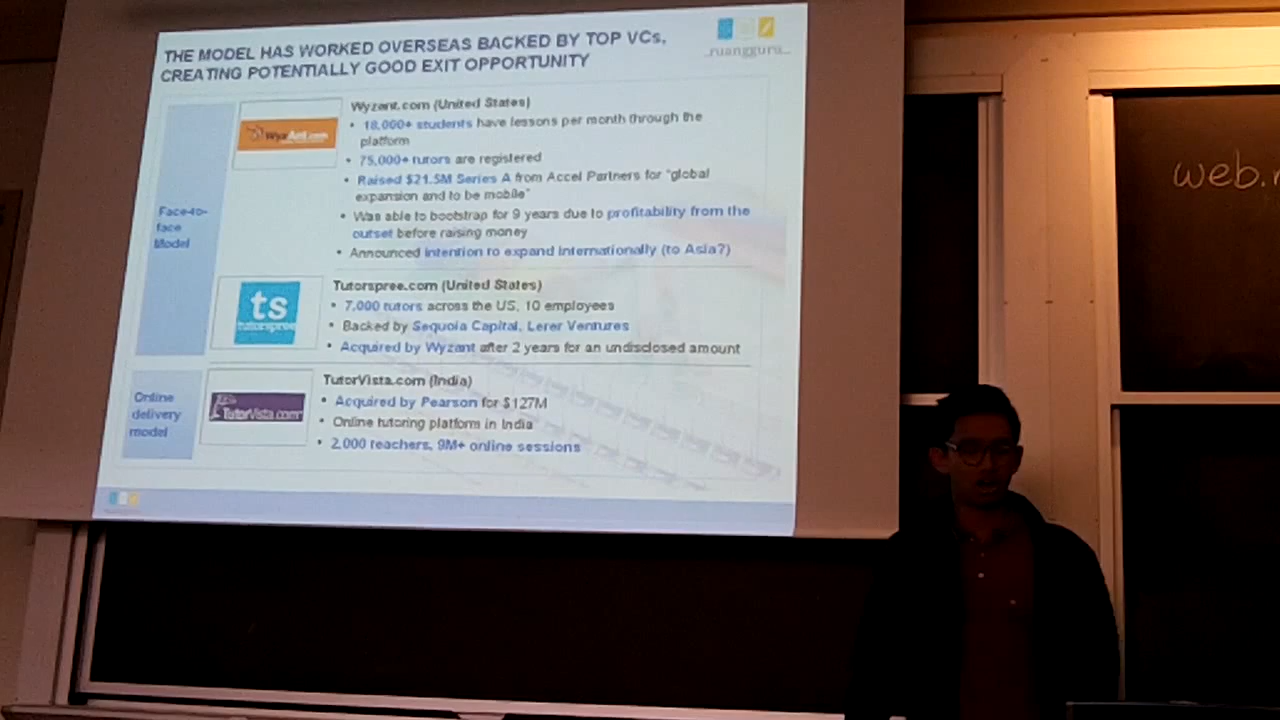 THE MODEL HAS WORKED OVERSEAS BACKED BY TOP VCs,
CREATING POTENTIALLY GOOD EXIT OPPORTUNITY
ruangguru
Face-to-
face
Model
WyzAnt.com
Wyzant.com (United States)
• 18,000+ students have lessons per month through the
platform
• 75,000+ tutors are registered
• Raised $21.5M Series A from Accel Partners for "global
expansion and to be mobile"
• Was able to bootstrap for 9 years due to profitability from the
outset before raising money
• Announced intention to expand internationally (to Asia?)
ts
tutorspree
Tutorspree.com (United States)
• 7,000 tutors across the US, 10 employees
• Backed by Sequoia Capital, Lerer Ventures
• Acquired by Wyzant after 2 years for an undisclosed amount
Online
delivery
model
TutorVista.com
TutorVista.com (India)
• Acquired by Pearson for $127M
• Online tutoring platform in India
• 2,000 teachers, 9M+ online sessions
web.